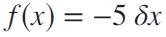 f(x) = −5 δx